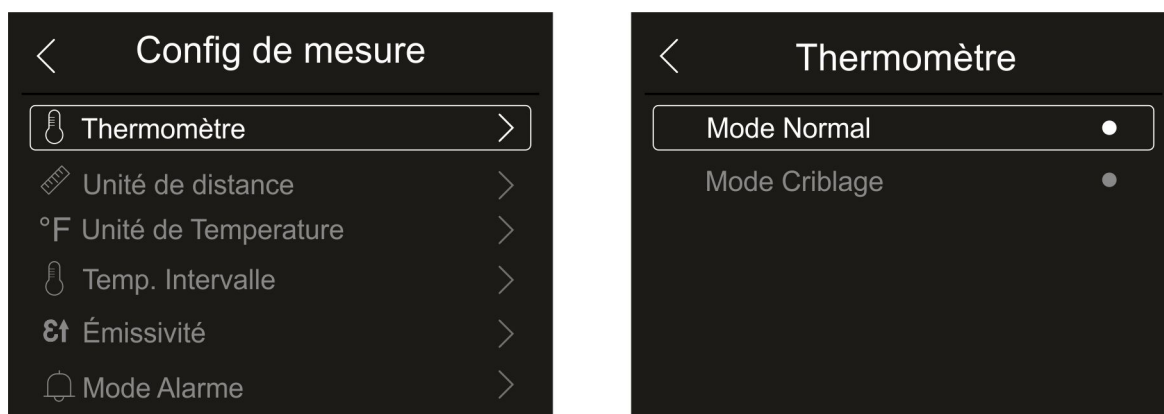 Config de mesure
Thermomètre
Unité de distance
°F Unité de Temperature
Temp. Intervalle
Ɛ Émissivité
Mode Alarme
Thermomètre
Mode Normal
Mode Criblage